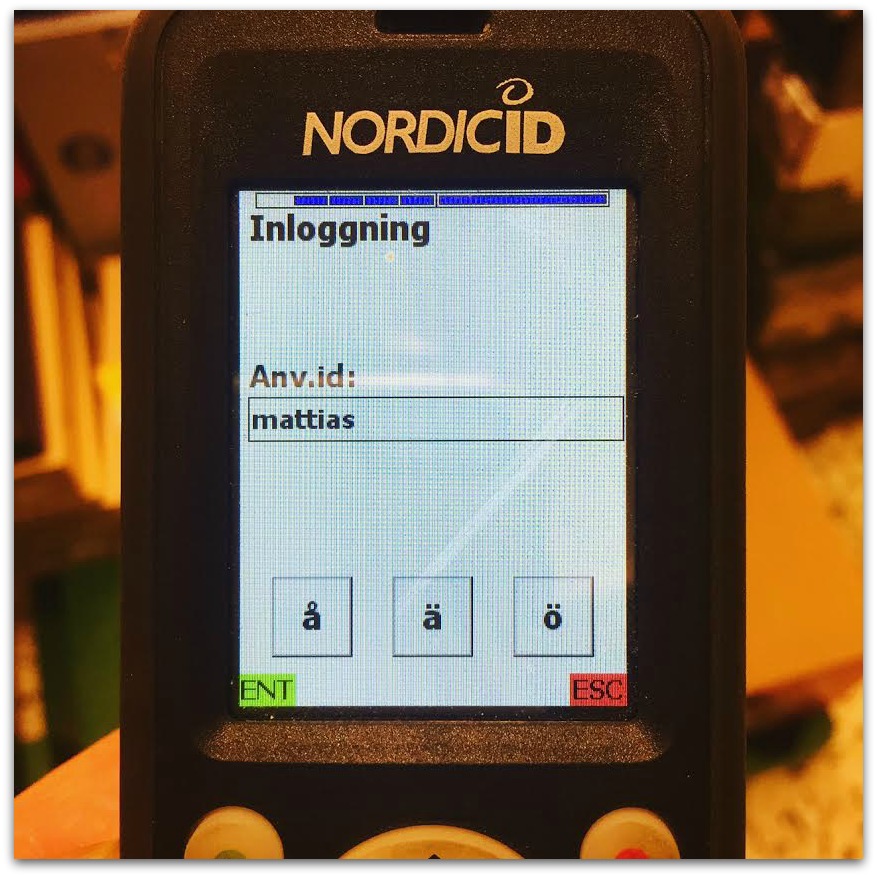 NORDICID
Inloggning
Anv.id:
mattias
å ä ö
ENT ESC